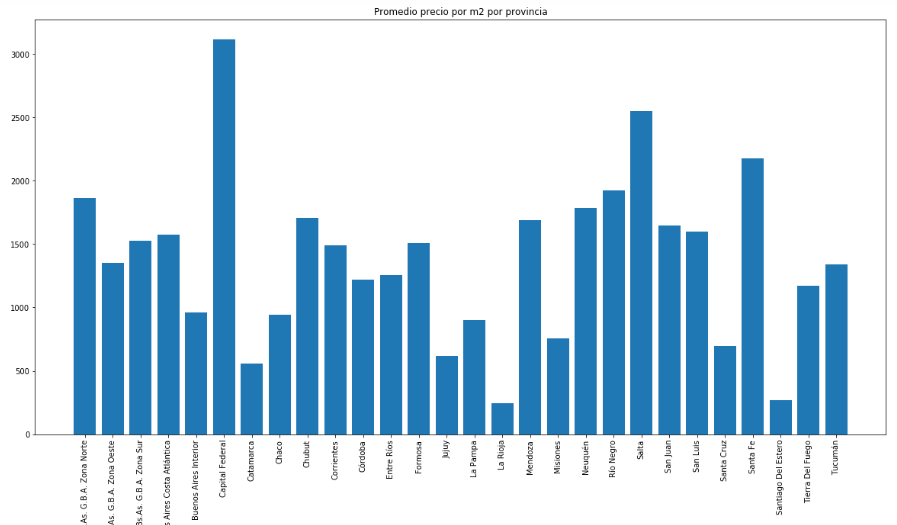 Promedio precio por m2 por provincia
3000
2500
2000
1500
1000
500
0
.As. G.B.A. Zona Norte
As. G.B.A. Zona Oeste
Bs.As. G.B.A. Zona Sur
s Aires Costa Atlántica
Buenos Aires Interior
Capital Federal
Catamarca
Chaco
Chubut
Corrientes
Córdoba
Entre Ríos
Formosa
Jujuy
La Pampa
La Rioja
Mendoza
Misiones
Neuquén
Río Negro
Salta
San Juan
San Luis
Santa Cruz
Santa Fe
Santiago Del Estero
Tierra Del Fuego
Tucumán